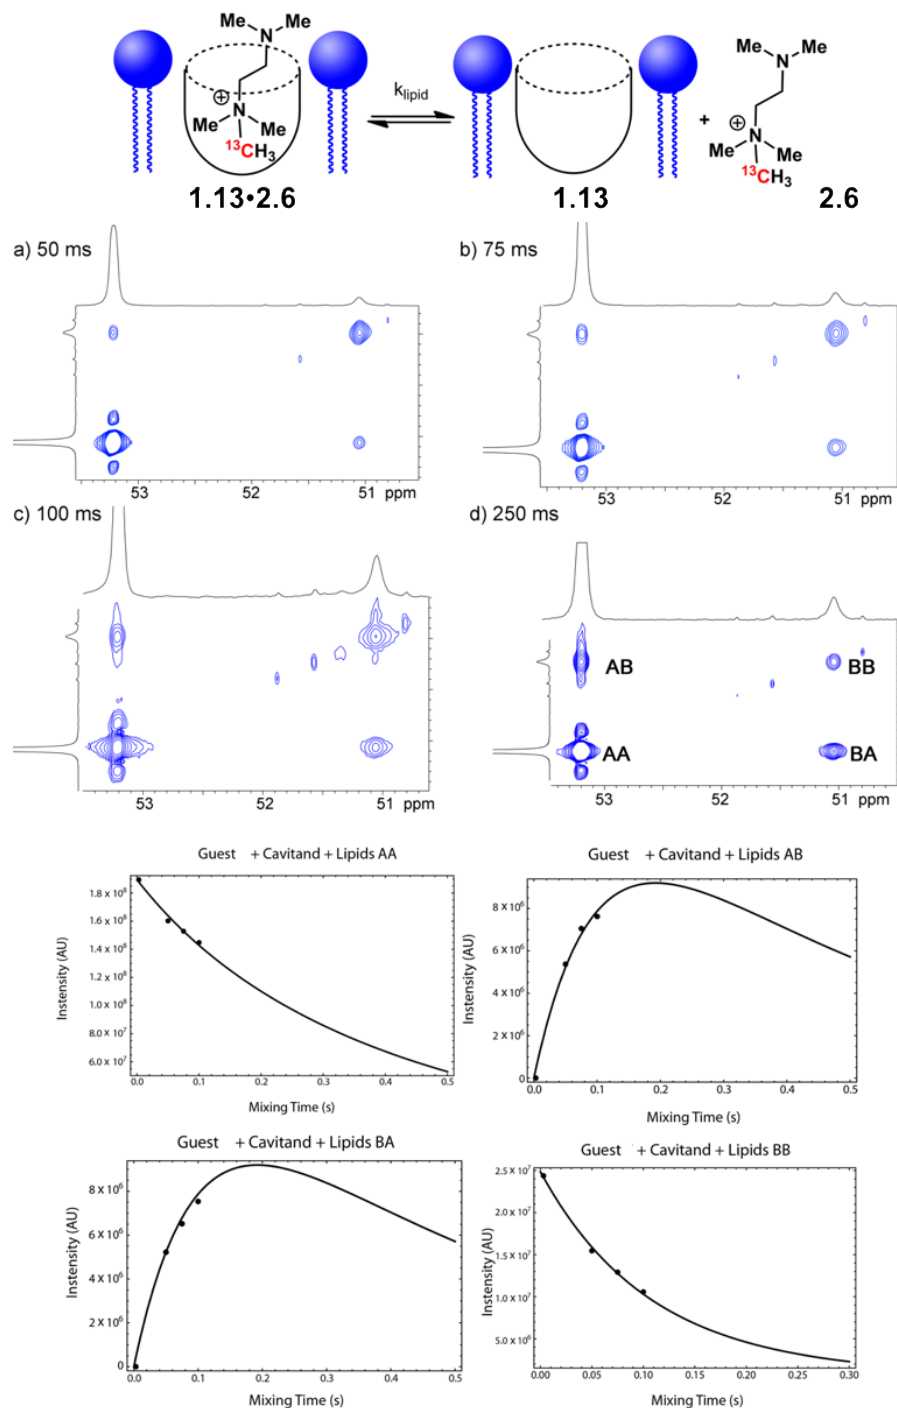 Me N Me
Me
N Me
k_lipid
⊕
⊕
Me N Me + Me N Me
¹³CH₃
¹³CH₃
1.13•2.6 1.13 2.6
a) 50 ms b) 75 ms
53 52 51 ppm 53 52 51 ppm
c) 100 ms d) 250 ms
AB BB
AA BA
53 52 51 ppm 53 52 51 ppm
Guest + Cavitand + Lipids AA Guest + Cavitand + Lipids AB
Instensity (AU)
1.8 x 10⁸
1.6 x 10⁸
1.4 x 10⁸
1.2 x 10⁸
1.0 x 10⁸
8.0 x 10⁷
6.0 x 10⁷
0.0 0.1 0.2 0.3 0.4 0.5
Mixing Time (s)
Instensity (AU)
8 x 10⁶
6 x 10⁶
4 x 10⁶
2 x 10⁶
0
0.0 0.1 0.2 0.3 0.4 0.5
Mixing Time (s)
Guest + Cavitand + Lipids BA Guest + Cavitand + Lipids BB
Instensity (AU)
8 x 10⁶
6 x 10⁶
4 x 10⁶
2 x 10⁶
0
0.0 0.1 0.2 0.3 0.4 0.5
Mixing Time (s)
Instensity (AU)
2.5 x 10⁷
2.0 x 10⁷
1.5 x 10⁷
1.0 x 10⁷
5.0 x 10⁶
0.00 0.05 0.10 0.15 0.20 0.25 0.30
Mixing Time (s)